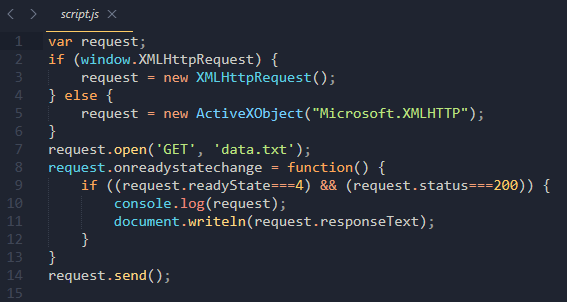 script.js
1 var request;
2 if (window.XMLHttpRequest) {
3     request = new XMLHttpRequest();
4 } else {
5     request = new ActiveXObject("Microsoft.XMLHTTP");
6 }
7 request.open('GET', 'data.txt');
8 request.onreadystatechange = function() {
9     if ((request.readyState===4) && (request.status===200)) {
10         console.log(request);
11         document.writeln(request.responseText);
12     }
13 }
14 request.send();
15